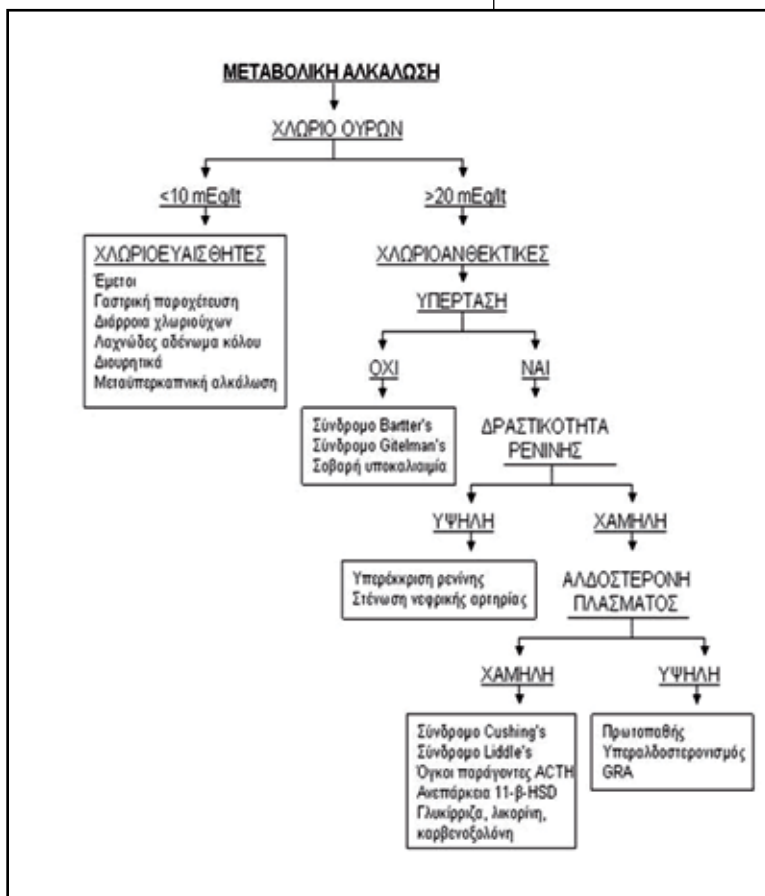 ΜΕΤΑΒΟΛΙΚΗ ΑΛΚΑΛΩΣΗ
ΧΛΩΡΙΟ ΟΥΡΩΝ
<10 mEq/lt
>20 mEq/lt
ΧΛΩΡΙΟΕΥΑΙΣΘΗΤΕΣ
Έμετοι
Γαστρική παροχέτευση
Διάρροια χλωριούχων
Λαχνώδες αδένωμα κόλου
Διουρητικά
Μεταϋπερκαπνική αλκάλωση
ΧΛΩΡΙΟΑΝΘΕΚΤΙΚΕΣ
ΥΠΕΡΤΑΣΗ
ΟΧΙ
ΝΑΙ
Σύνδρομο Bartter's
Σύνδρομο Gitelman's
Σοβαρή υποκαλιαιμία
ΔΡΑΣΤΙΚΟΤΗΤΑ
ΡΕΝΙΝΗΣ
ΥΨΗΛΗ
ΧΑΜΗΛΗ
Υπερέκκριση ρενίνης
Στένωση νεφρικής αρτηρίας
ΑΛΔΟΣΤΕΡΟΝΗ
ΠΛΑΣΜΑΤΟΣ
ΧΑΜΗΛΗ
ΥΨΗΛΗ
Σύνδρομο Cushing's
Σύνδρομο Liddle's
Όγκοι παράγοντες ACTH
Ανεπάρκεια 11-β-HSD
Γλυκίρριζα, λικορίνη,
καρβενοξολόνη
Πρωτοπαθής
Υπεραλδοστερονισμός
GRA